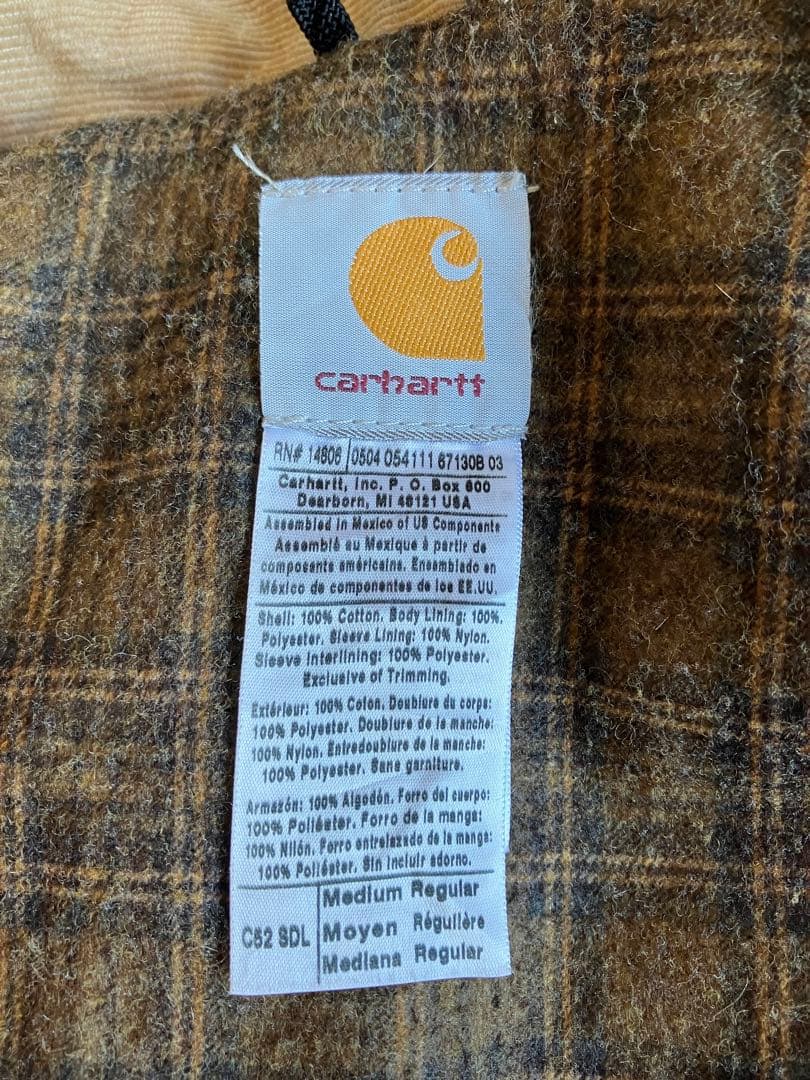 carhartt
RN# 14806 0504 054111 67130B 03
Carhartt, Inc. P. O. Box 600
Dearborn, MI 48121 USA
Assembled in Mexico of US Components
Assemblé au Mexique à partir de
composants américains. Ensamblado en
México de componentes de los EE.UU.
Shell: 100% Cotton. Body Lining: 100%
Polyester. Sleeve Lining: 100% Nylon.
Sleeve Interlining: 100% Polyester.
Exclusive of Trimming.
Extérieur: 100% Coton. Doublure du corps:
100% Polyester. Doublure de la manche:
100% Nylon. Entredoublure de la manche:
100% Polyester. Sans garniture.
Armazón: 100% Algodón. Forro del cuerpo:
100% Poliéster. Forro de la manga:
100% Nilón. Forro entrelazado de la manga:
100% Poliéster. Sin incluir adorno.
C52 SDL
Medium Regular
Moyen Régulière
Mediana Regular